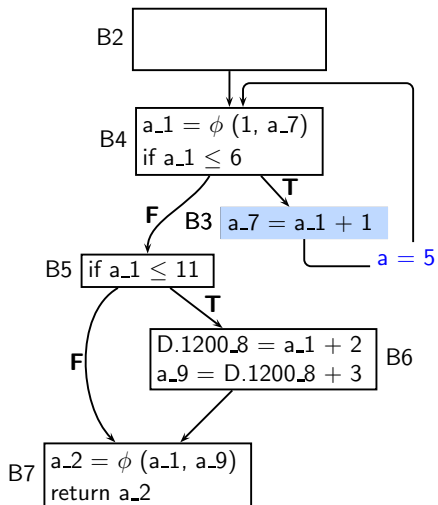 B2
B4
a_1 = ϕ (1, a_7)
if a_1 ≤ 6
F
T
B3
a_7 = a_1 + 1
a = 5
B5
if a_1 ≤ 11
F
T
D.1200_8 = a_1 + 2
a_9 = D.1200_8 + 3
B6
B7
a_2 = ϕ (a_1, a_9)
return a_2